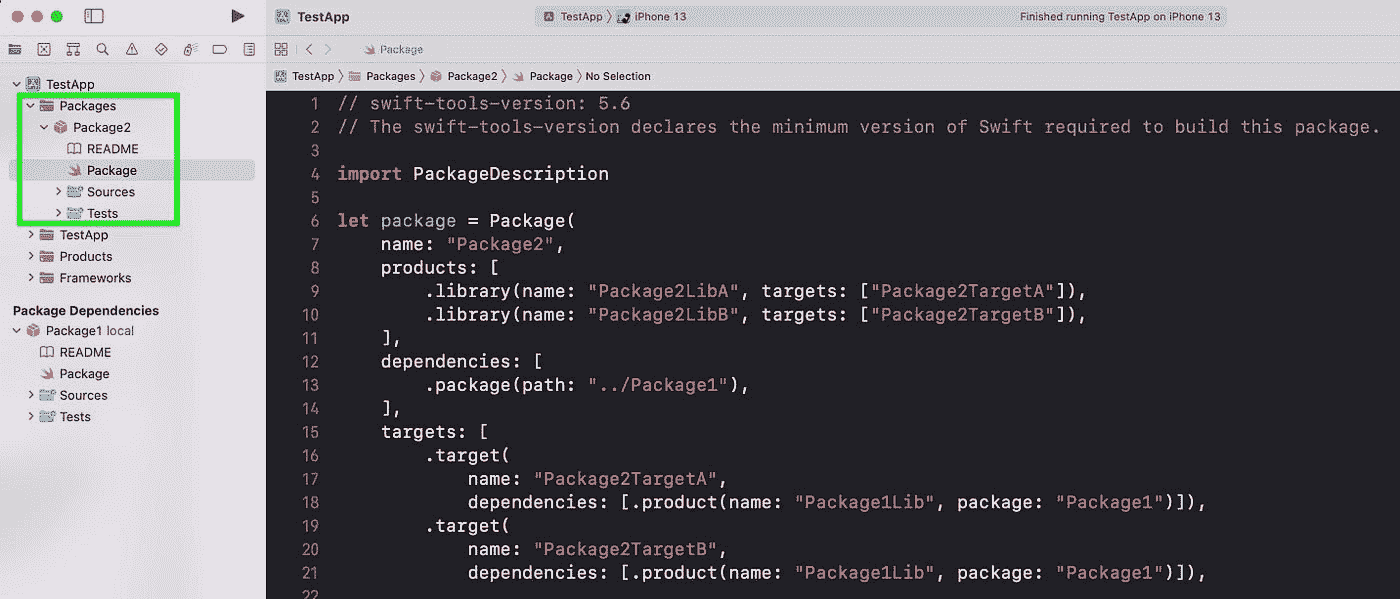 TestApp
TestApp iPhone 13
Finished running TestApp on iPhone 13
Package
TestApp Packages Package2 Package No Selection
TestApp
Packages
Package2
README
Package
Sources
Tests
TestApp
Products
Frameworks
Package Dependencies
Package1 local
README
Package
Sources
Tests
1 // swift-tools-version: 5.6
2 // The swift-tools-version declares the minimum version of Swift required to build this package.
3
4 import PackageDescription
5
6 let package = Package(
7 name: "Package2",
8 products: [
9 .library(name: "Package2LibA", targets: ["Package2TargetA"]),
10 .library(name: "Package2LibB", targets: ["Package2TargetB"]),
11 ],
12 dependencies: [
13 .package(path: "../Package1"),
14 ],
15 targets: [
16 .target(
17 name: "Package2TargetA",
18 dependencies: [.product(name: "Package1Lib", package: "Package1")]),
19 .target(
20 name: "Package2TargetB",
21 dependencies: [.product(name: "Package1Lib", package: "Package1")]),
22